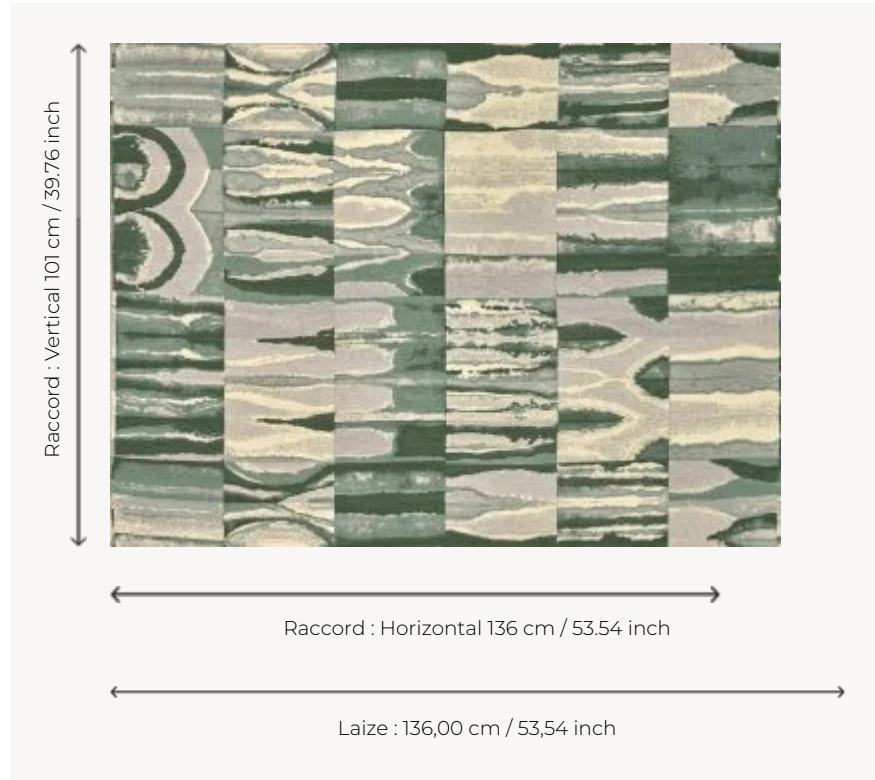 Raccord : Vertical 101 cm / 39.76 inch
Raccord : Horizontal 136 cm / 53.54 inch
Laize : 136,00 cm / 53,54 inch